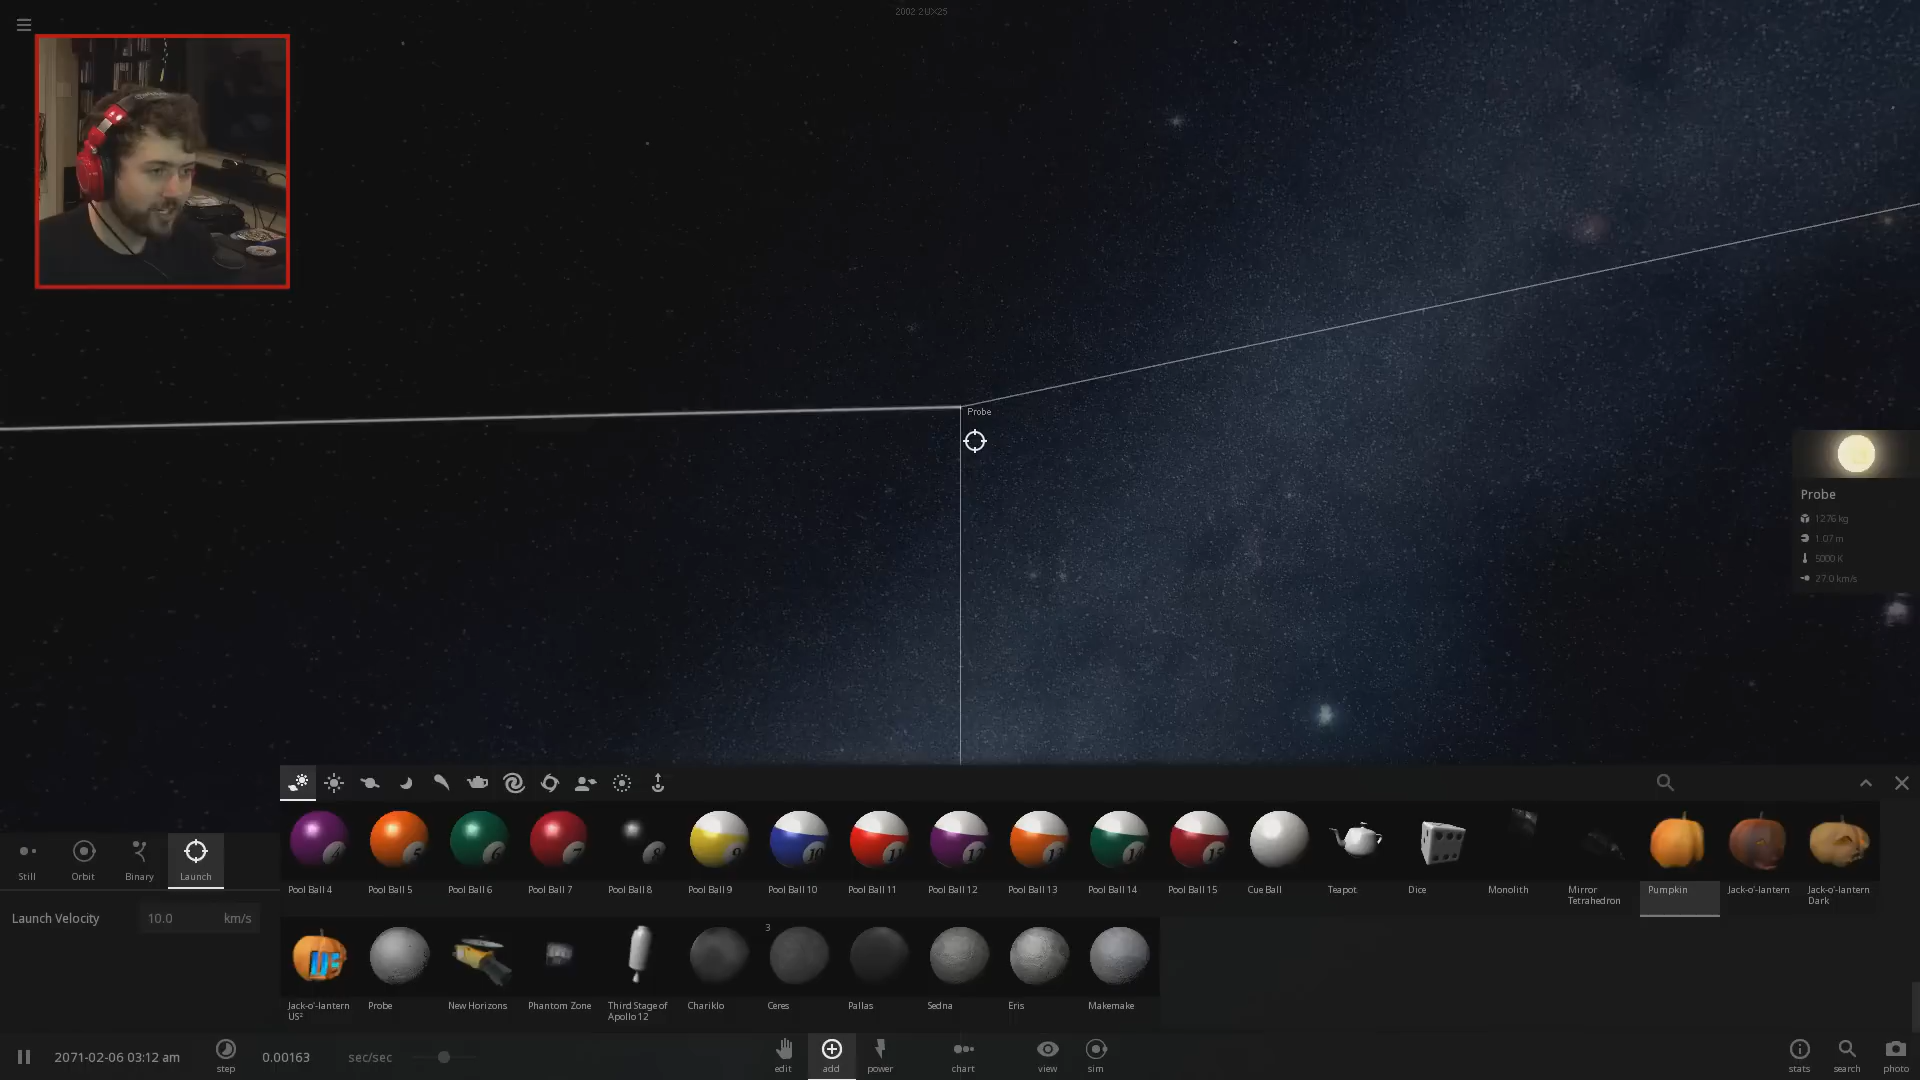 2002 2UX25
Probe
Probe
1276 kg
1.07 m
5000 K
27.0 km/s
Still
Orbit
Binary
Launch
Launch Velocity
10.0
km/s
Pool Ball 4
Pool Ball 5
Pool Ball 6
Pool Ball 7
Pool Ball 8
Pool Ball 9
Pool Ball 10
Pool Ball 11
Pool Ball 12
Pool Ball 13
Pool Ball 14
Pool Ball 15
Cue Ball
Teapot
Dice
Monolith
Mirror
Tetrahedron
Pumpkin
Jack-o'-lantern
Jack-o'-lantern
Dark
3
Jack-o'-lantern
US²
Probe
New Horizons
Phantom Zone
Third Stage of
Apollo 12
Chariklo
Ceres
Pallas
Sedna
Eris
Makemake
2071-02-06 03:12 am
step
0.00163
sec/sec
edit
add
power
chart
view
sim
stats
search
photo